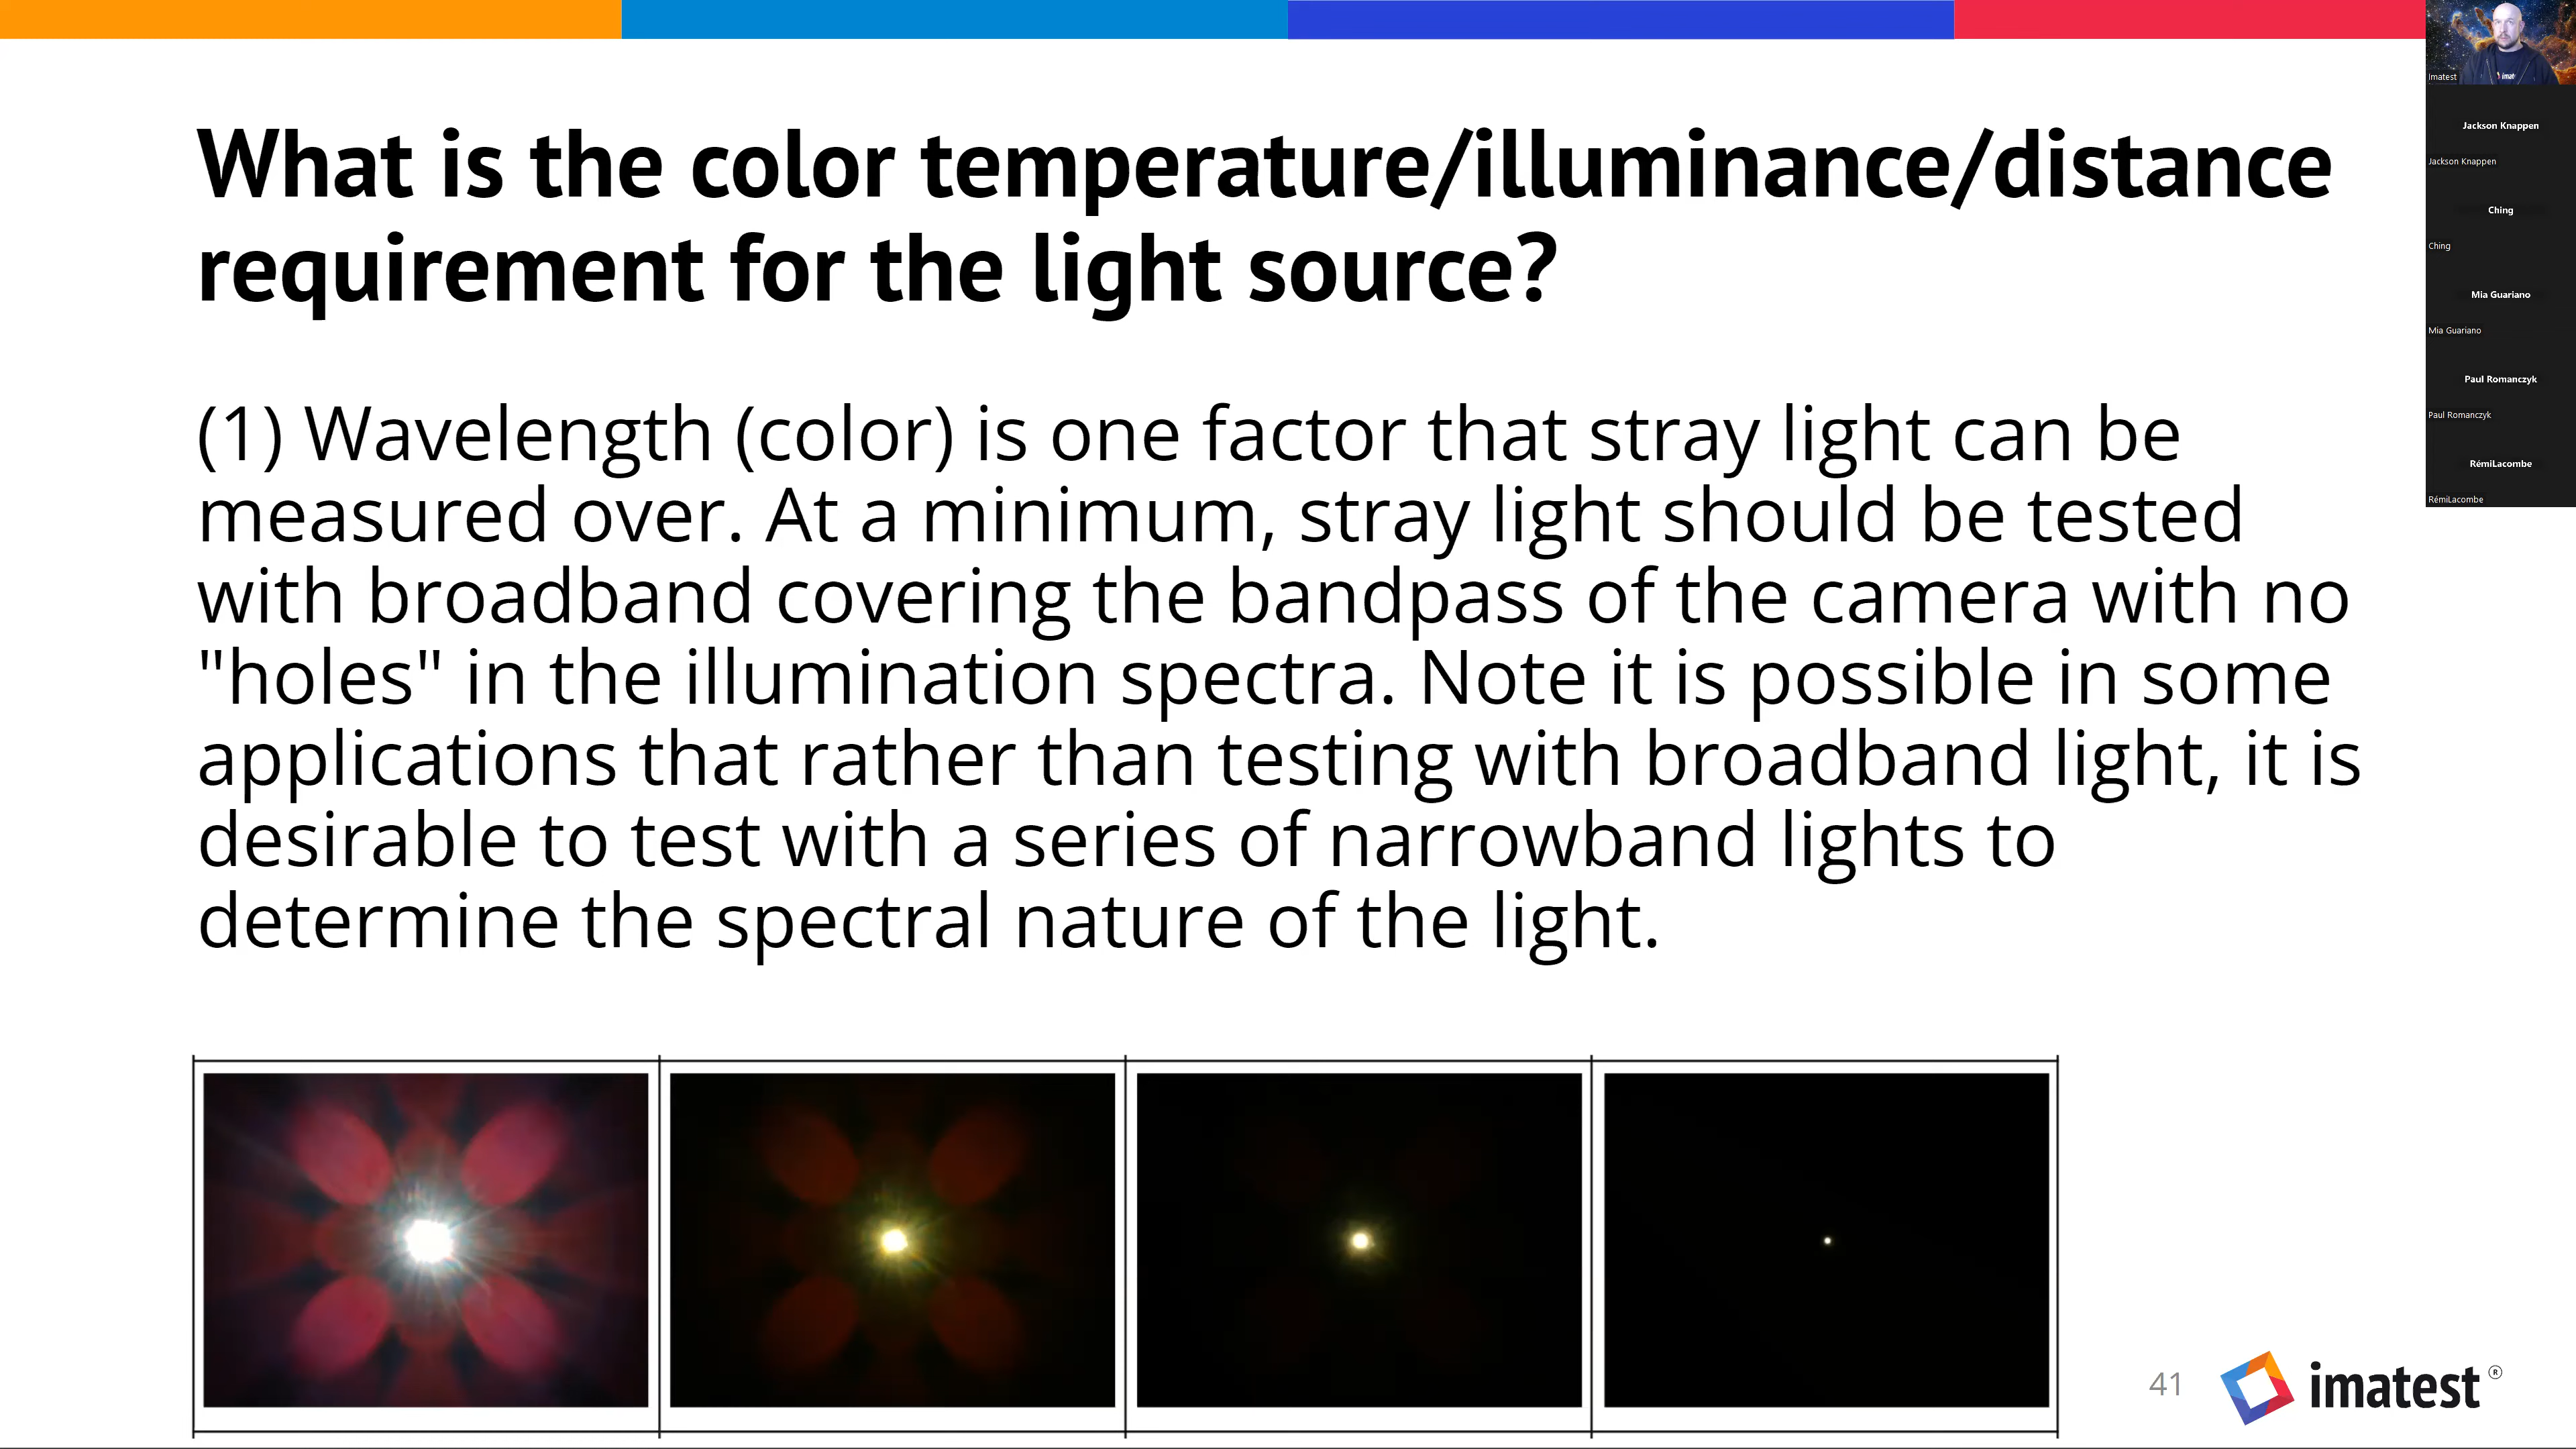 What is the color temperature/illuminance/distance
requirement for the light source?
(1) Wavelength (color) is one factor that stray light can be
measured over. At a minimum, stray light should be tested
with broadband covering the bandpass of the camera with no
"holes" in the illumination spectra. Note it is possible in some
applications that rather than testing with broadband light, it is
desirable to test with a series of narrowband lights to
determine the spectral nature of the light.
41
imatest®
imat
Imatest
Jackson Knappen
Jackson Knappen
Ching
Ching
Mia Guariano
Mia Guariano
Paul Romanczyk
Paul Romanczyk
RémiLacombe
RémiLacombe